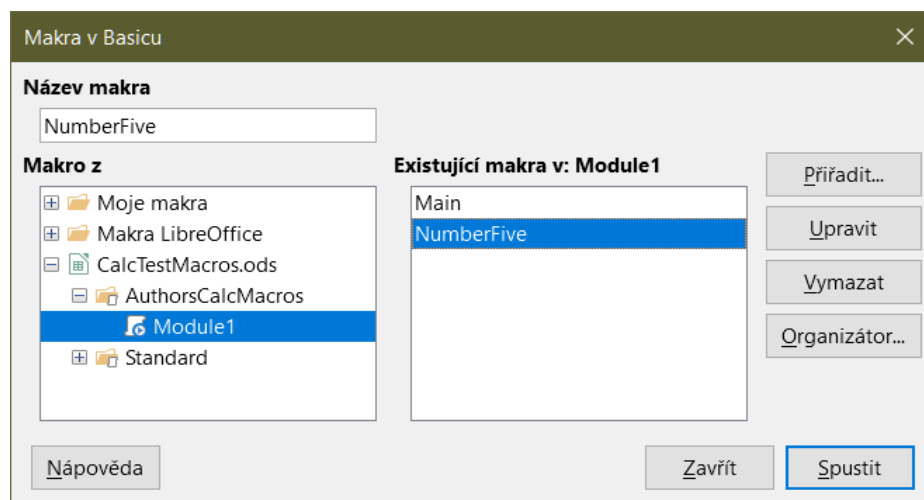 Makra v Basicu
Název makra
NumberFive
Makro z
Moje makra
Makra LibreOffice
CalcTestMacros.ods
AuthorsCalcMacros
Module1
Standard
Existující makra v: Module1
Main
NumberFive
Přiřadit...
Upravit
Vymazat
Organizátor...
Nápověda
Zavřít
Spustit